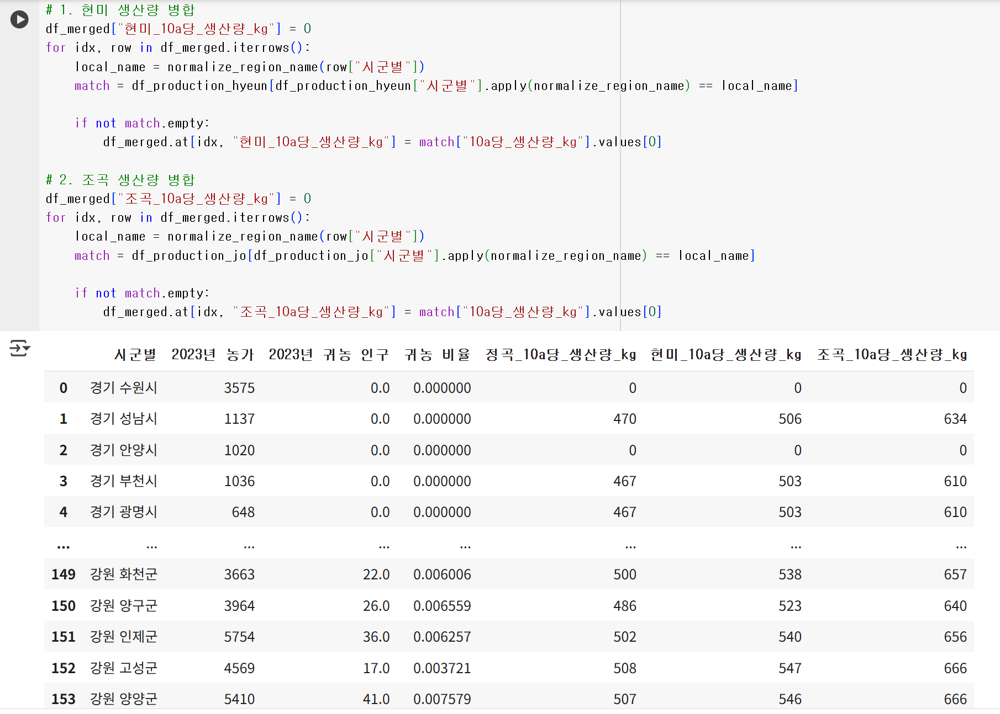 # 1. 현미 생산량 병합
df_merged["현미_10a당_생산량_kg"] = 0
for idx, row in df_merged.iterrows():
    local_name = normalize_region_name(row["시군별"])
    match = df_production_hyeun[df_production_hyeun["시군별"].apply(normalize_region_name) == local_name]
    if not match.empty:
        df_merged.at[idx, "현미_10a당_생산량_kg"] = match["10a당_생산량_kg"].values[0]
# 2. 조곡 생산량 병합
df_merged["조곡_10a당_생산량_kg"] = 0
for idx, row in df_merged.iterrows():
    local_name = normalize_region_name(row["시군별"])
    match = df_production_jo[df_production_jo["시군별"].apply(normalize_region_name) == local_name]
    if not match.empty:
        df_merged.at[idx, "조곡_10a당_생산량_kg"] = match["10a당_생산량_kg"].values[0]
시군별 2023년 농가 2023년 귀농 인구 귀농 비율 정곡_10a당_생산량_kg 현미_10a당_생산량_kg 조곡_10a당_생산량_kg
0 경기 수원시 3575 0.0 0.000000 0 0 0
1 경기 성남시 1137 0.0 0.000000 470 506 634
2 경기 안양시 1020 0.0 0.000000 0 0 0
3 경기 부천시 1036 0.0 0.000000 467 503 610
4 경기 광명시 648 0.0 0.000000 467 503 610
... ... ... ... ... ... ... ...
149 강원 화천군 3663 22.0 0.006006 500 538 657
150 강원 양구군 3964 26.0 0.006559 486 523 640
151 강원 인제군 5754 36.0 0.006257 502 540 656
152 강원 고성군 4569 17.0 0.003721 508 547 666
153 강원 양양군 5410 41.0 0.007579 507 546 666